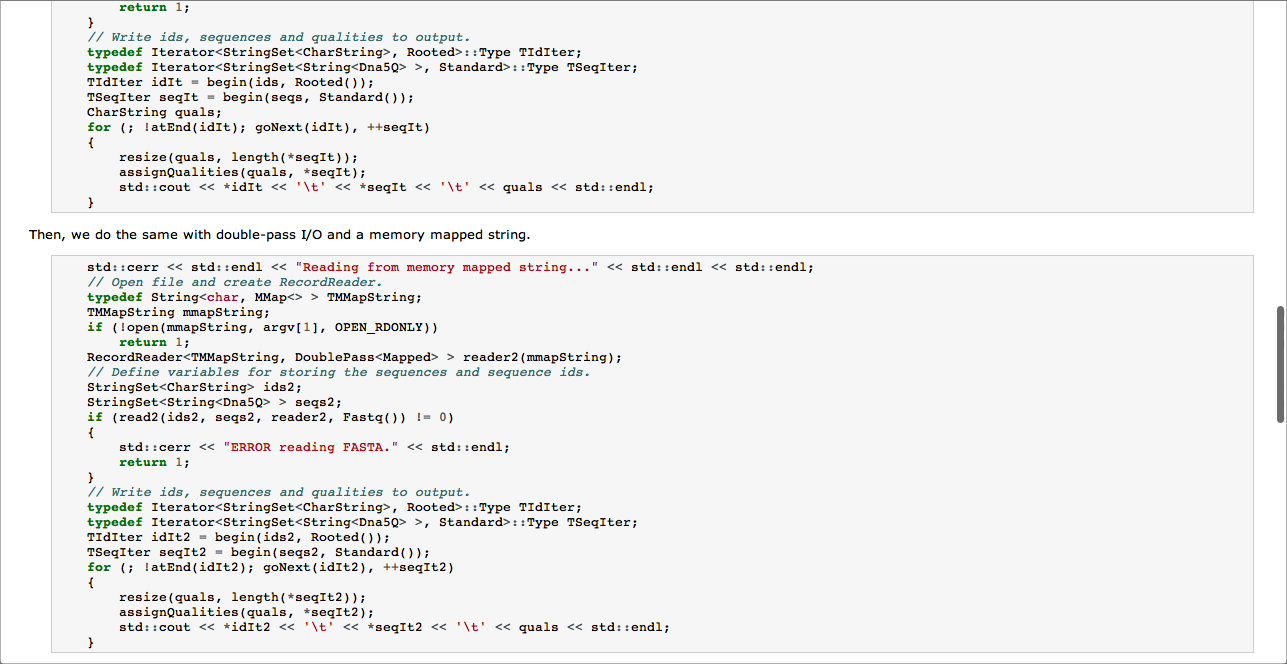 return 1;
    }
    // Write ids, sequences and qualities to output.
    typedef Iterator<StringSet<CharString>, Rooted>::Type TIdIter;
    typedef Iterator<StringSet<String<Dna5Q> >, Standard>::Type TSeqIter;
    TIdIter idIt = begin(ids, Rooted());
    TSeqIter seqIt = begin(seqs, Standard());
    CharString quals;
    for (; !atEnd(idIt); goNext(idIt), ++seqIt)
    {
        resize(quals, length(*seqIt));
        assignQualities(quals, *seqIt);
        std::cout << *idIt << '\t' << *seqIt << '\t' << quals << std::endl;
    }
Then, we do the same with double-pass I/O and a memory mapped string.
    std::cerr << std::endl << "Reading from memory mapped string..." << std::endl << std::endl;
    // Open file and create RecordReader.
    typedef String<char, MMap<> > TMMapString;
    TMMapString mmapString;
    if (!open(mmapString, argv[1], OPEN_RDONLY))
        return 1;
    RecordReader<TMMapString, DoublePass<Mapped> > reader2(mmapString);
    // Define variables for storing the sequences and sequence ids.
    StringSet<CharString> ids2;
    StringSet<String<Dna5Q> > seqs2;
    if (read2(ids2, seqs2, reader2, Fastq()) != 0)
    {
        std::cerr << "ERROR reading FASTA." << std::endl;
        return 1;
    }
    // Write ids, sequences and qualities to output.
    typedef Iterator<StringSet<CharString>, Rooted>::Type TIdIter;
    typedef Iterator<StringSet<String<Dna5Q> >, Standard>::Type TSeqIter;
    TIdIter idIt2 = begin(ids2, Rooted());
    TSeqIter seqIt2 = begin(seqs2, Standard());
    for (; !atEnd(idIt2); goNext(idIt2), ++seqIt2)
    {
        resize(quals, length(*seqIt2));
        assignQualities(quals, *seqIt2);
        std::cout << *idIt2 << '\t' << *seqIt2 << '\t' << quals << std::endl;
    }